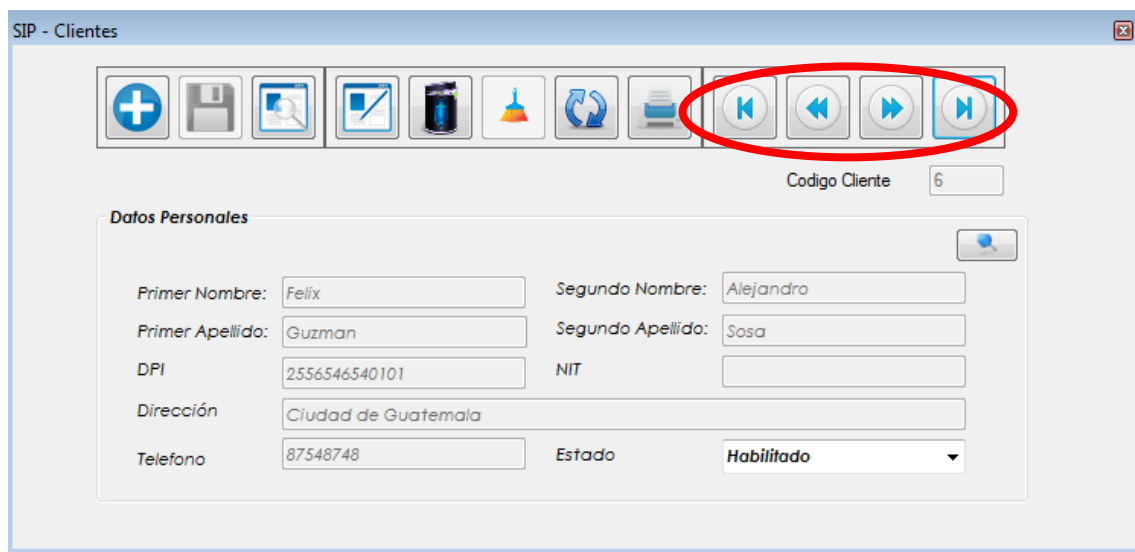 SIP - Clientes
Codigo Cliente 6
Datos Personales
Primer Nombre: Felix Segundo Nombre: Alejandro
Primer Apellido: Guzman Segundo Apellido: Sosa
DPI 2556546540101 NIT
Dirección Ciudad de Guatemala
Telefono 87548748 Estado Habilitado